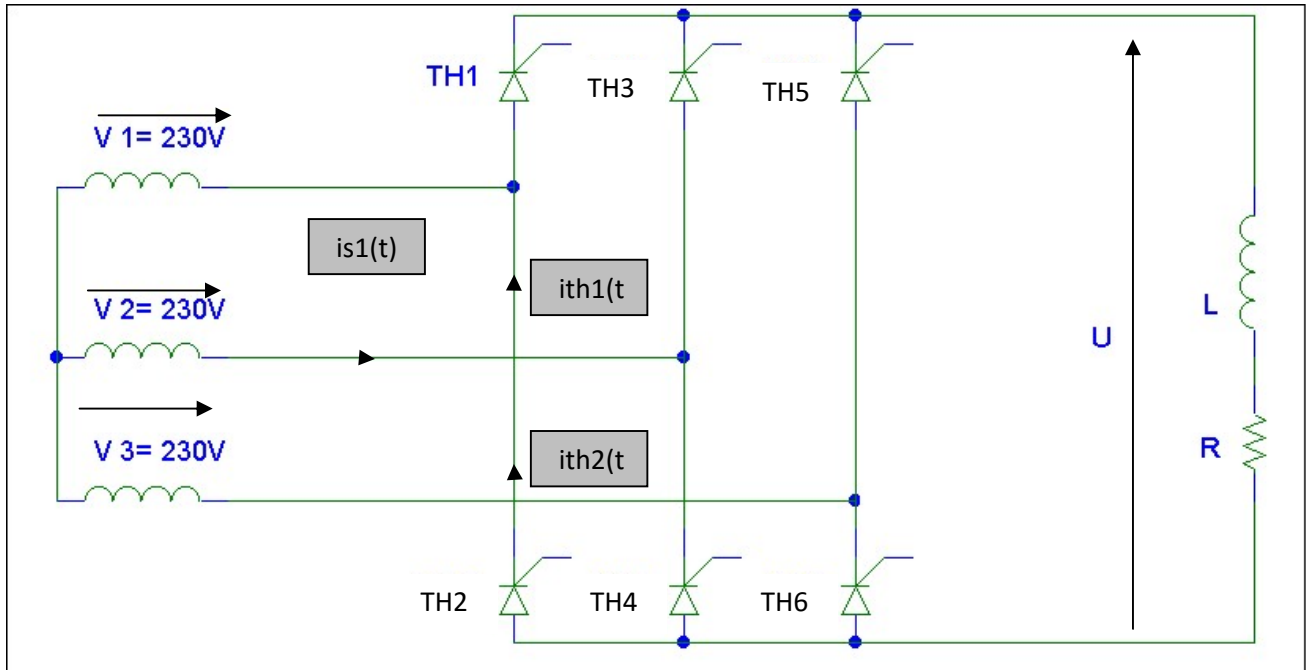 TH1
TH3
TH5
V 1= 230V
is1(t)
ith1(t
V 2= 230V
L
U
V 3= 230V
ith2(t
R
TH2
TH4
TH6